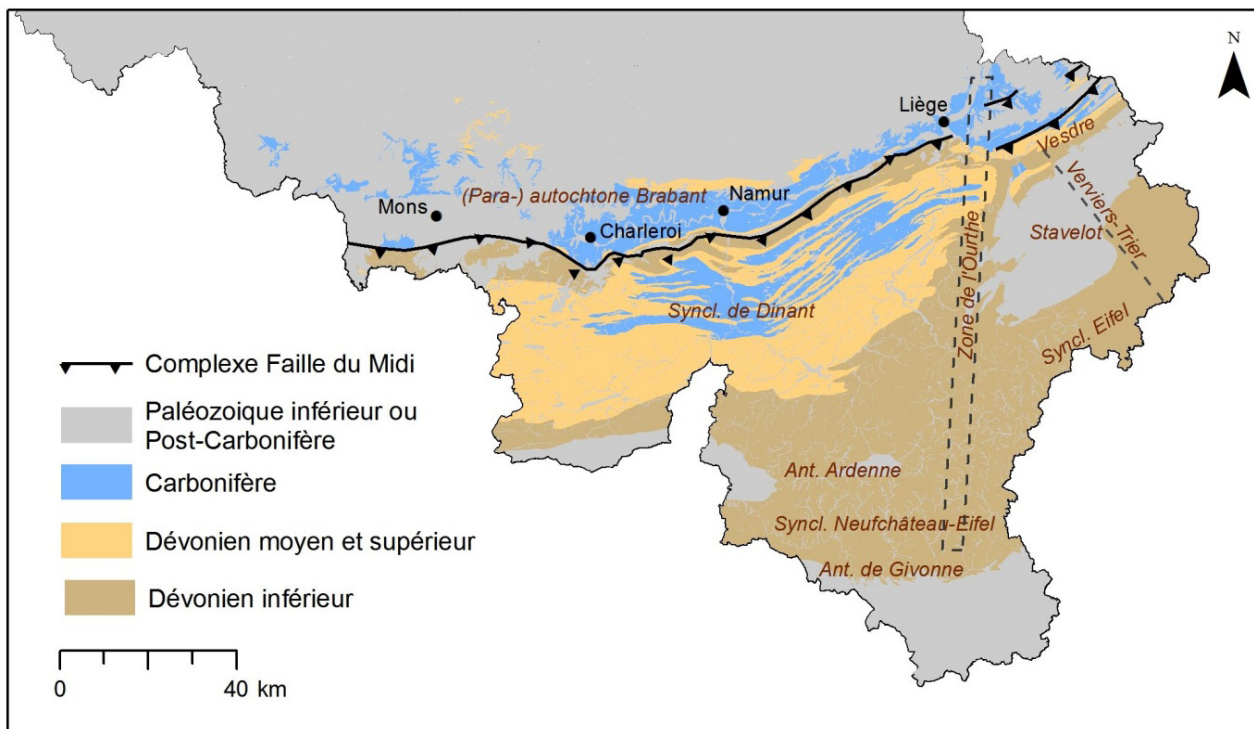 N
Liège
Vesdre
Verviers-Trier
(Para-) autochtone Brabant
Namur
Mons
Charleroi
Stavelot
Syncl. de Dinant
Zone de l'Ourthe
Syncl. Eifel
Complexe Faille du Midi
Paléozoique inférieur ou
Post-Carbonifère
Carbonifère
Ant. Ardenne
Syncl. Neufchâteau-Eifel
Dévonien moyen et supérieur
Ant. de Givonne
Dévonien inférieur
0 40 km